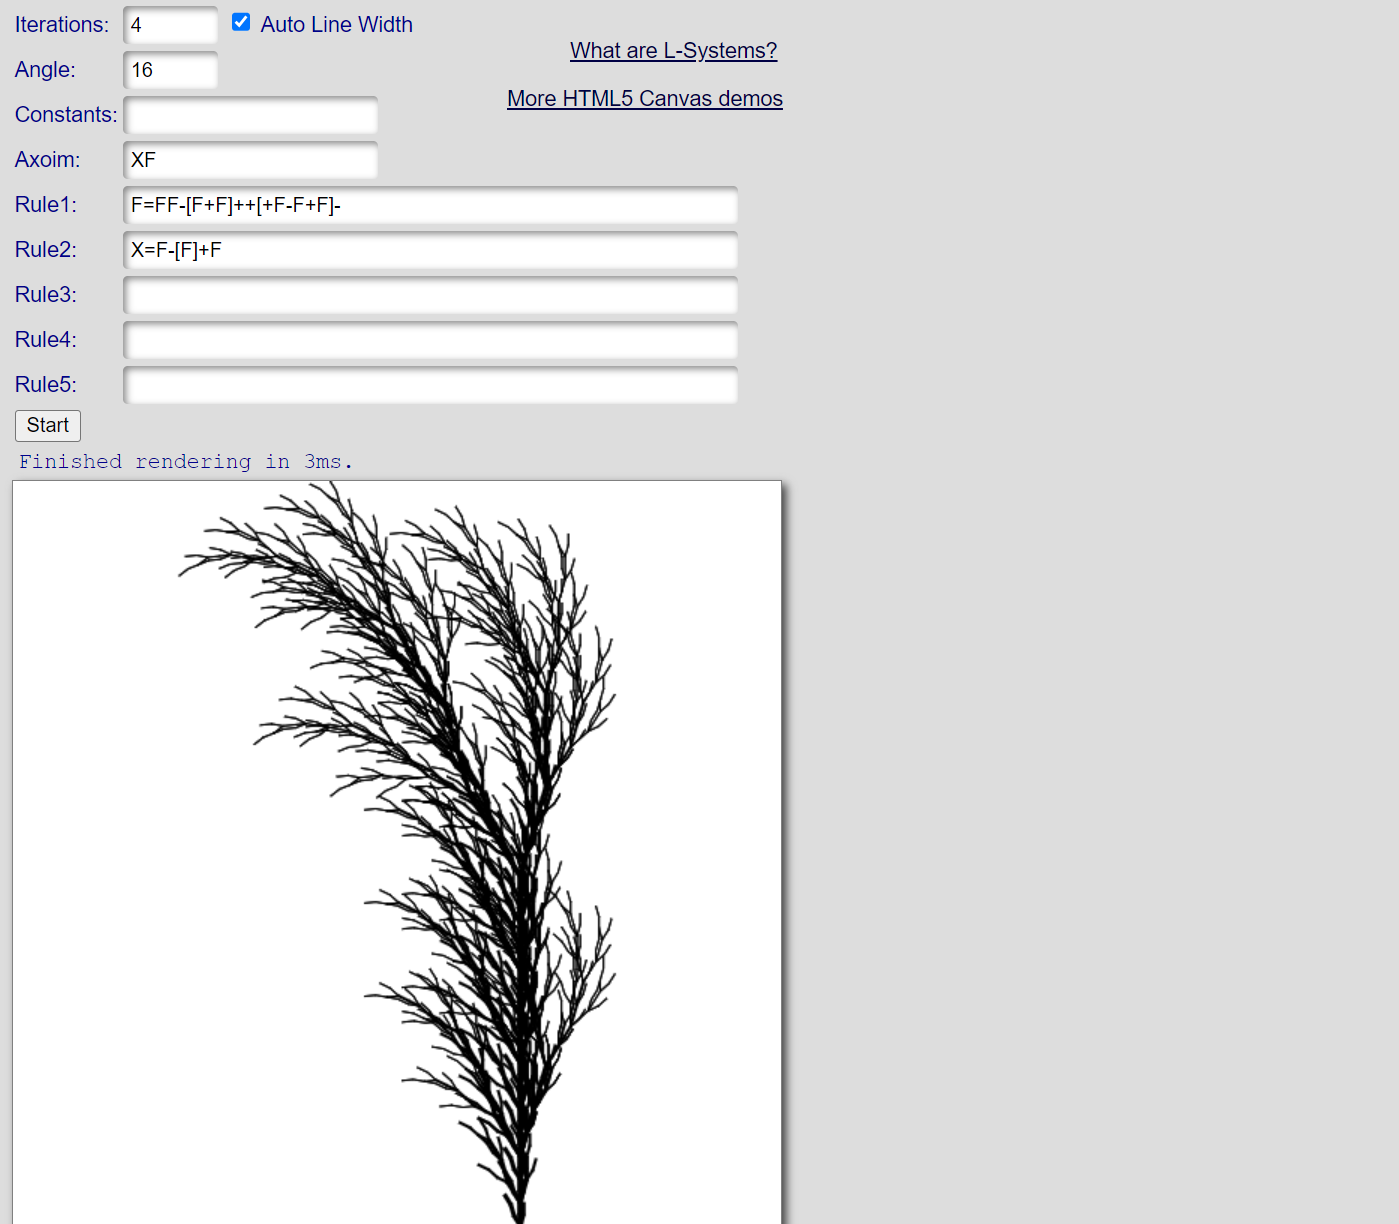 Iterations: 4 Auto Line Width
What are L-Systems?
Angle: 16
More HTML5 Canvas demos
Constants:
Axoim: XF
Rule1: F=FF-[F+F]++[+F-F+F]-
Rule2: X=F-[F]+F
Rule3:
Rule4:
Rule5:
Start
Finished rendering in 3ms.